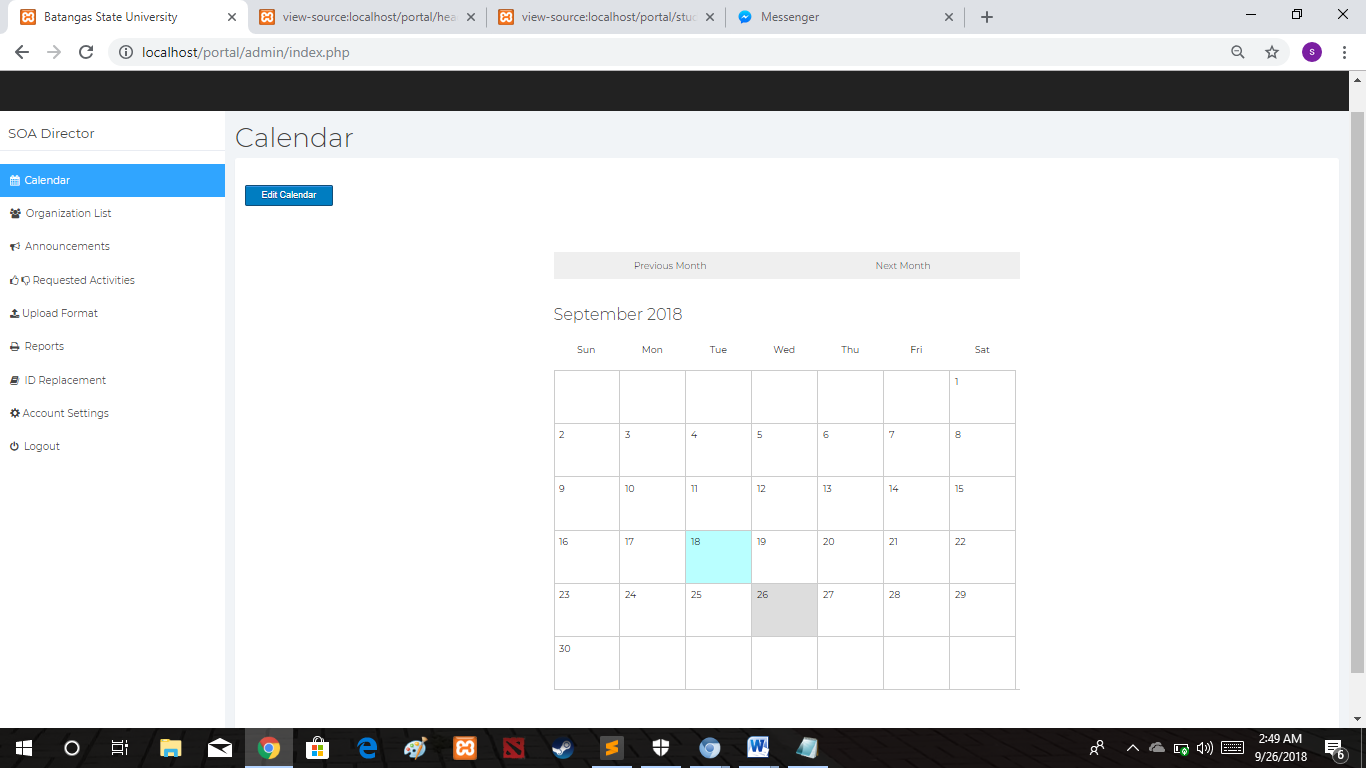 Batangas State University
view-source:localhost/portal/hea
view-source:localhost/portal/stud
Messenger
localhost/portal/admin/index.php
s
SOA Director
Calendar
Organization List
Announcements
Requested Activities
Upload Format
Reports
ID Replacement
Account Settings
Logout
Calendar
Edit Calendar
Previous Month Next Month
September 2018
Sun Mon Tue Wed Thu Fri Sat
1
2 3 4 5 6 7 8
9 10 11 12 13 14 15
16 17 18 19 20 21 22
23 24 25 26 27 28 29
30
2:49 AM
9/26/2018
6